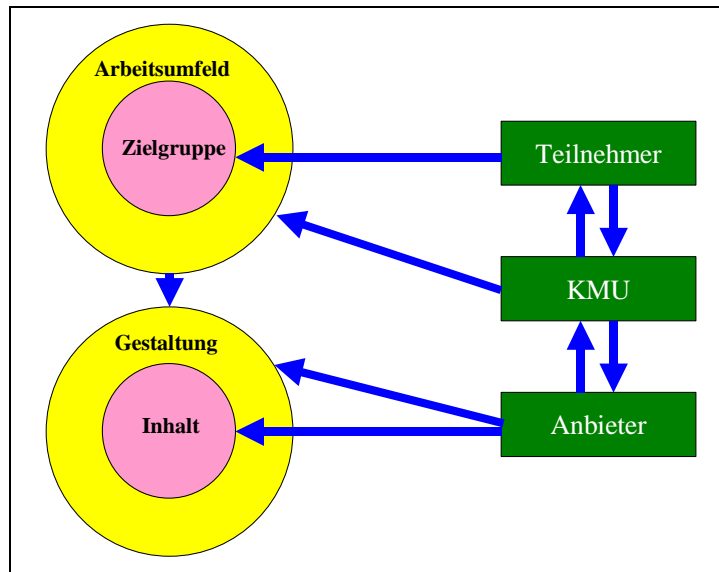 Arbeitsumfeld
Zielgruppe
Teilnehmer
KMU
Gestaltung
Inhalt
Anbieter